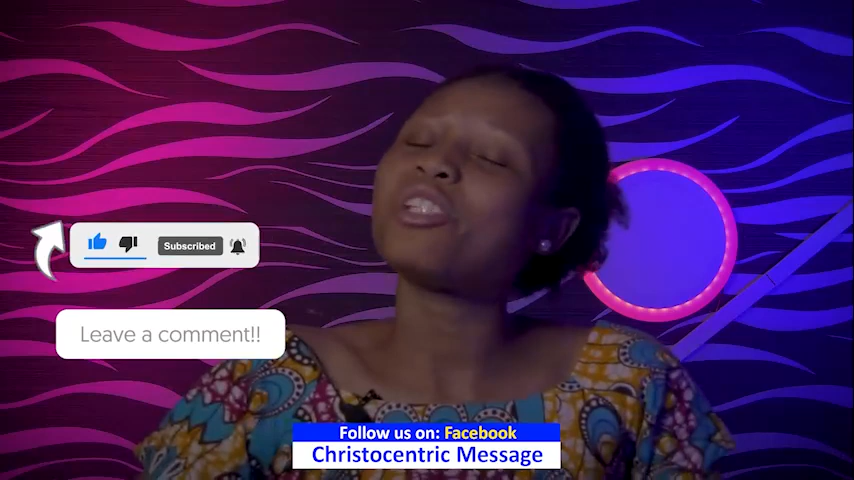 Subscribed
Leave a comment!!
Follow us on: Facebook
Christocentric Message